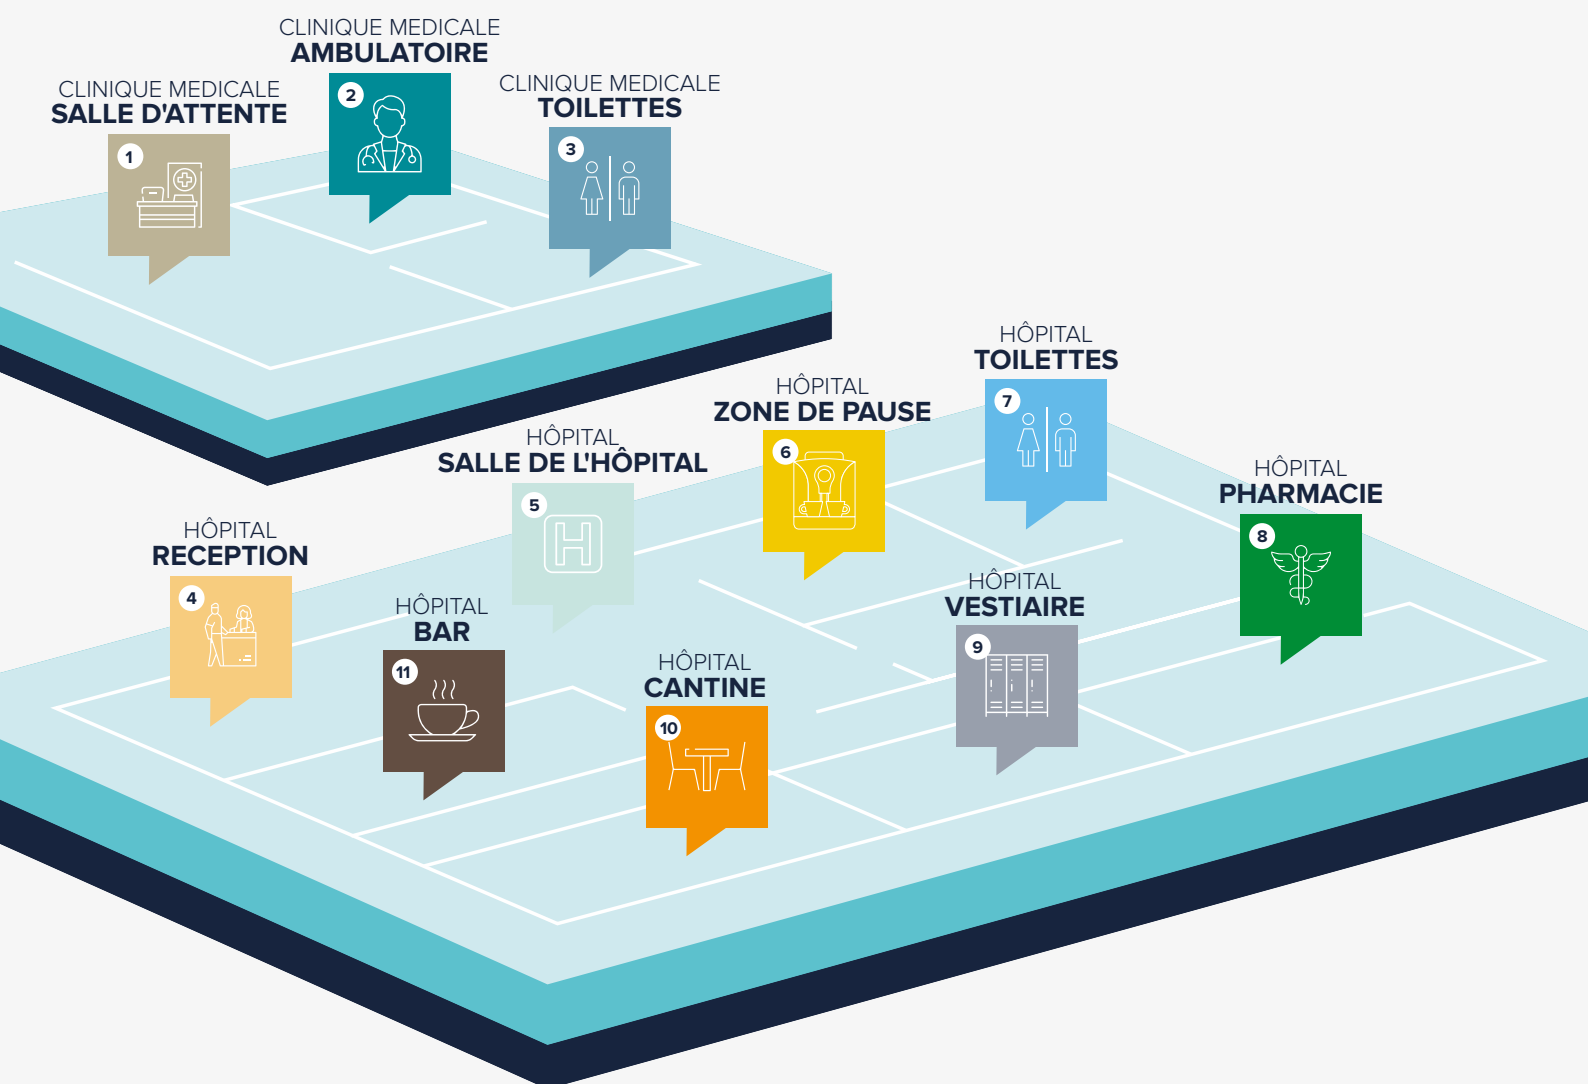 CLINIQUE MEDICALE
SALLE D'ATTENTE
1
CLINIQUE MEDICALE
AMBULATOIRE
2
CLINIQUE MEDICALE
TOILETTES
3
HÔPITAL
RECEPTION
4
HÔPITAL
SALLE DE L'HÔPITAL
5
H
HÔPITAL
ZONE DE PAUSE
6
HÔPITAL
TOILETTES
7
HÔPITAL
PHARMACIE
8
HÔPITAL
VESTIAIRE
9
HÔPITAL
CANTINE
10
HÔPITAL
BAR
11